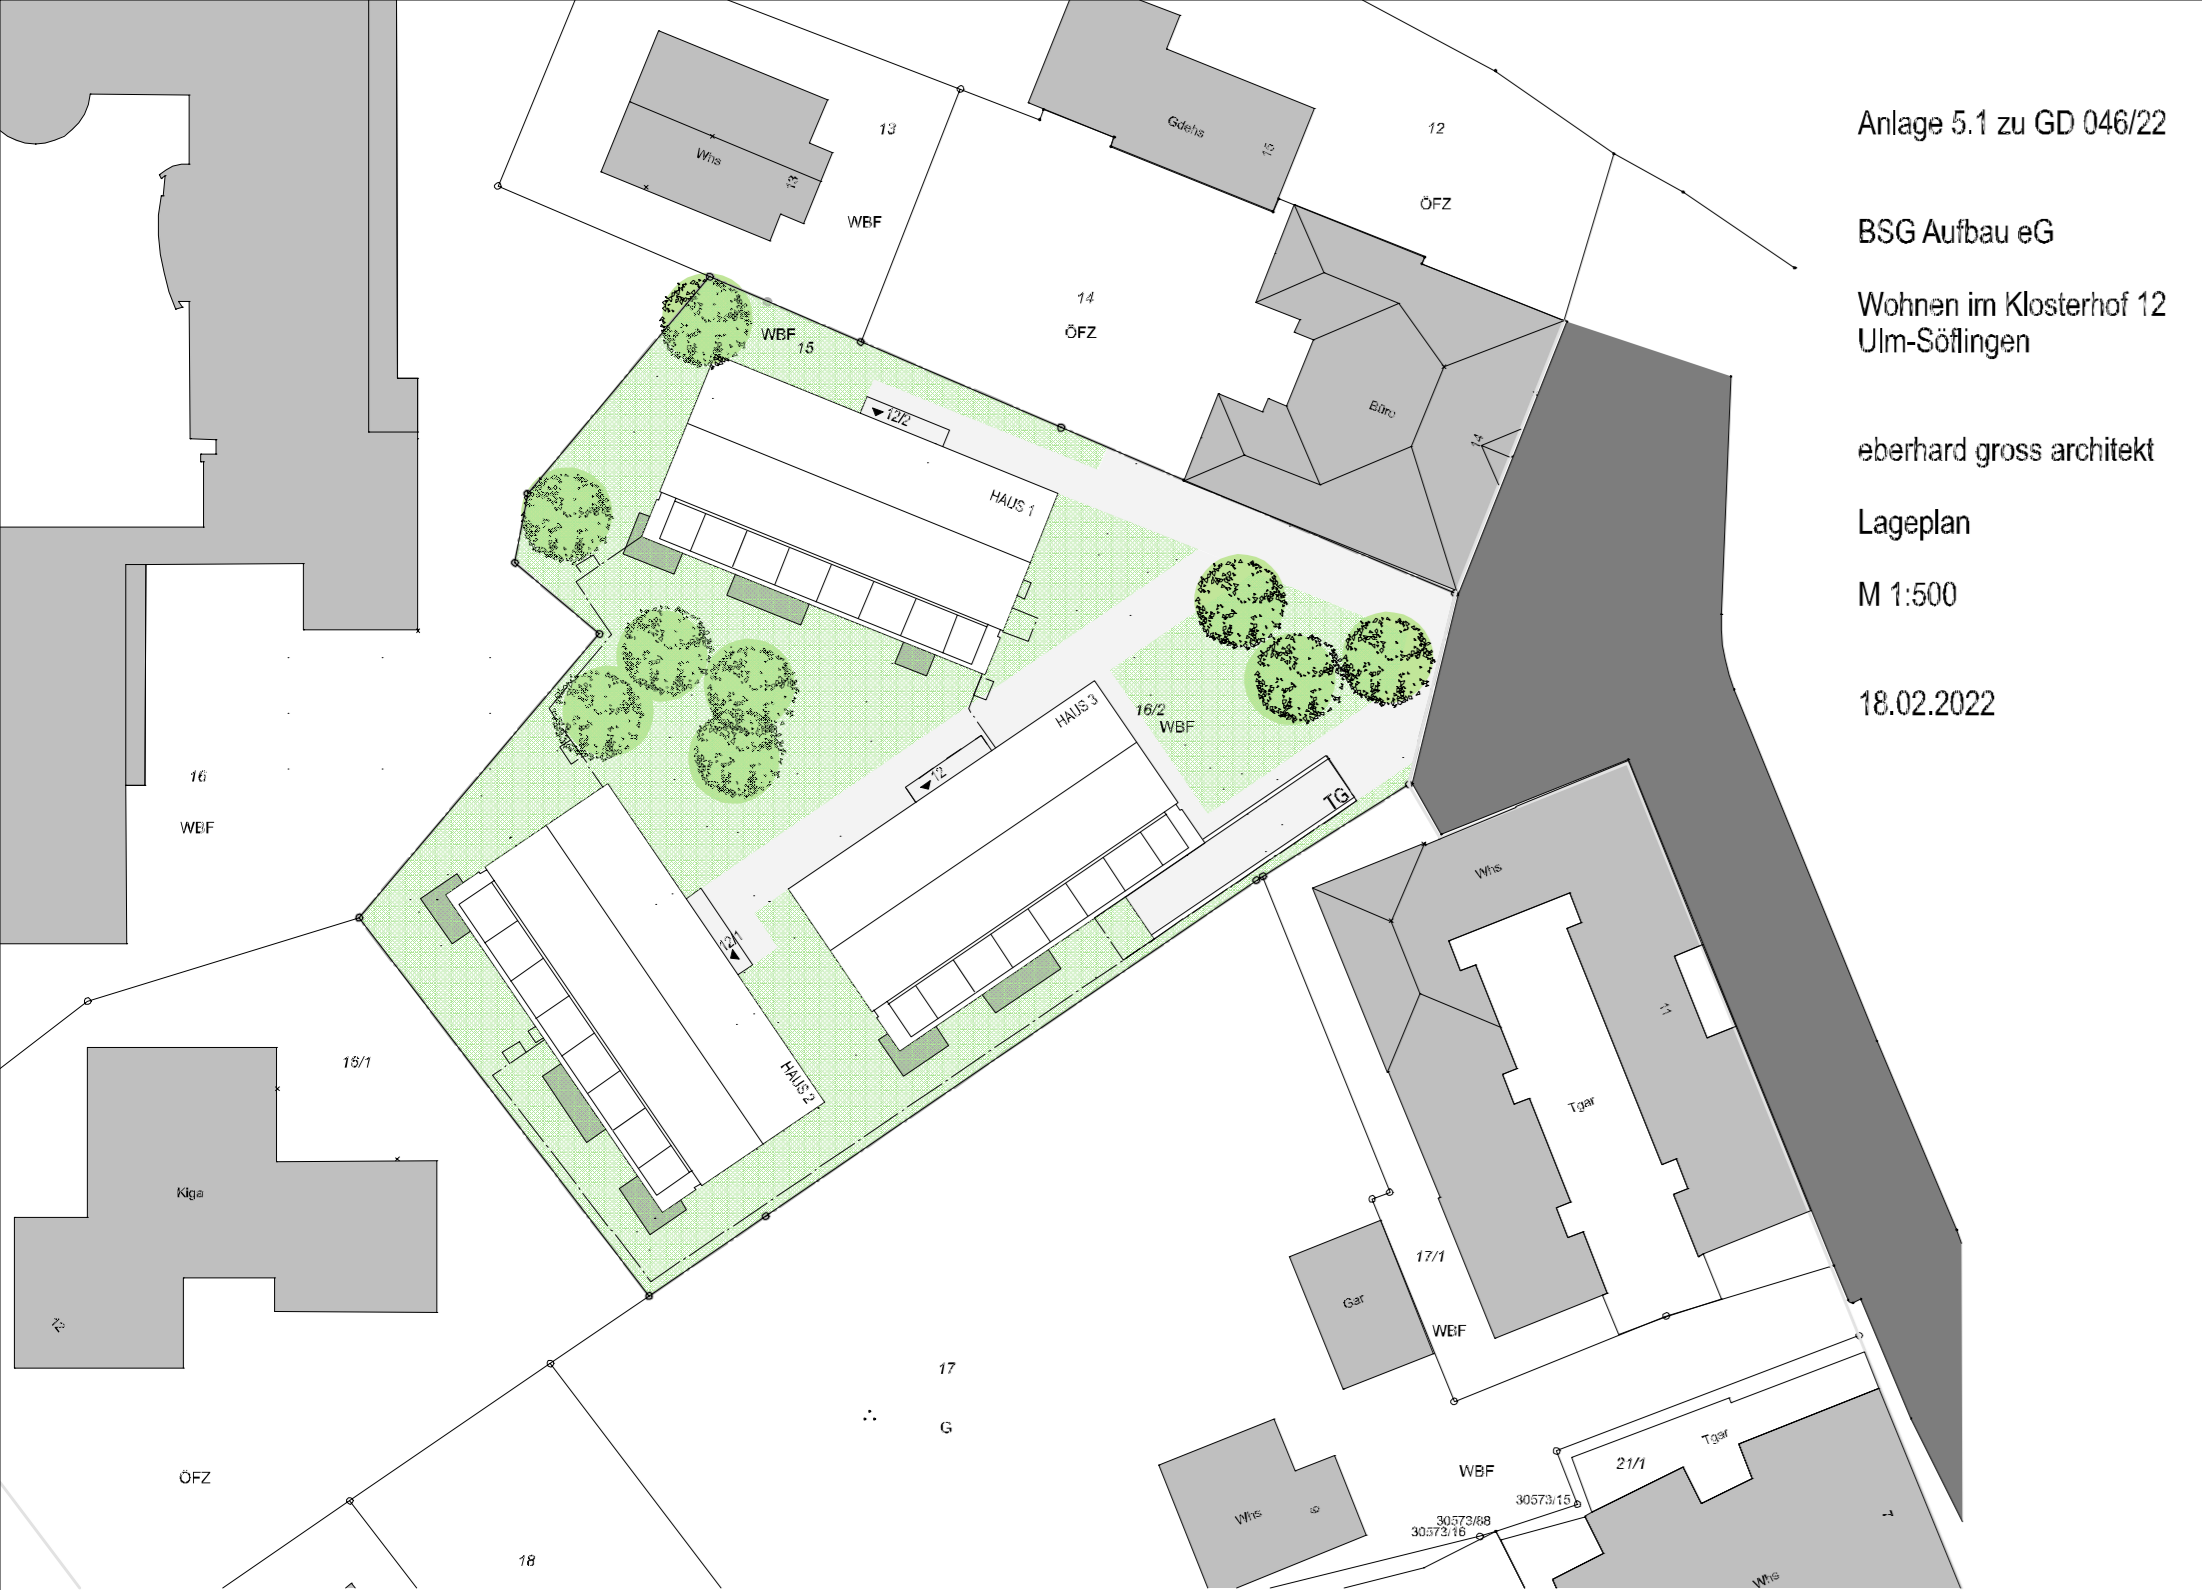 Anlage 5.1 zu GD 046/22
BSG Aufbau eG
Wohnen im Klosterhof 12
Ulm-Söflingen
eberhard gross architekt
Lageplan
M 1:500
18.02.2022
13
Whs
13
WBF
Gdehs
15
12
ÖFZ
14
ÖFZ
WBF
15
12/2
HAUS 1
Büro
14
16
WBF
HAUS 3
16/2
WBF
12
TG
12/1
HAUS 2
Whs
11
Tgar
16/1
Kiga
12
ÖFZ
17
G
18
Gar
17/1
WBF
Whs
9
WBF
30573/15
30573/88
30573/16
21/1
Tgar
7
Whs